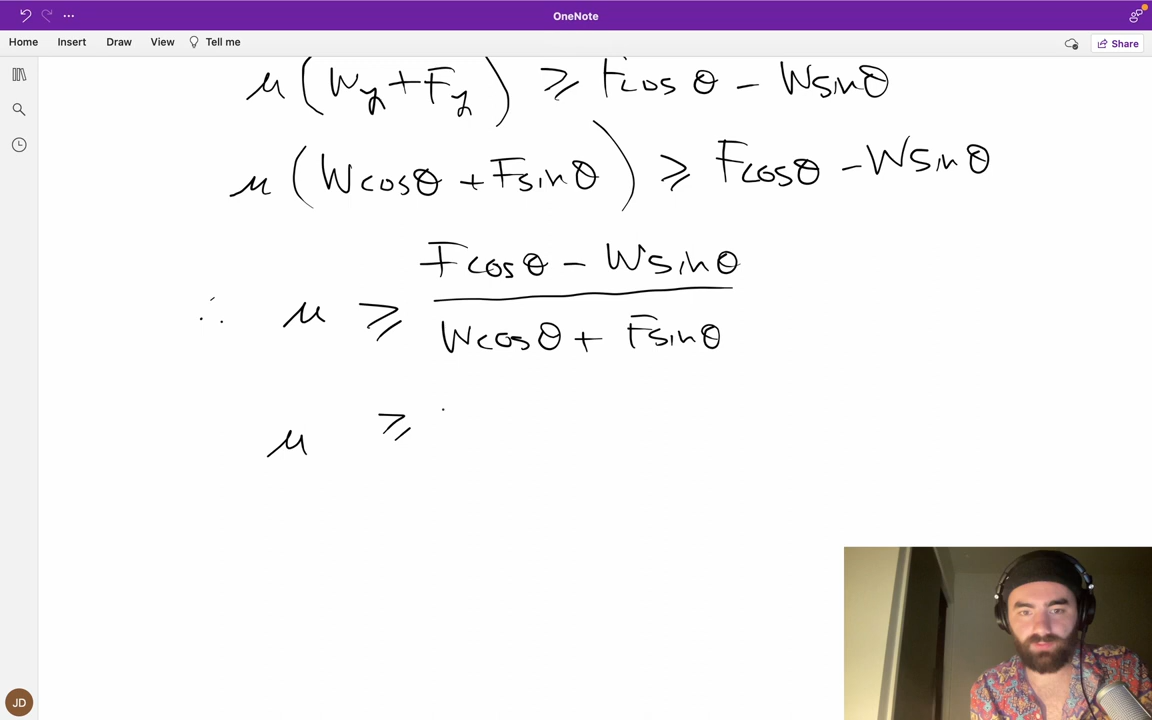 OneNote
Home Insert Draw View Tell me Share
μ(Wy+Fy) ⩾ Fcosθ - Wsinθ
μ(Wcosθ + Fsinθ) ⩾ Fcosθ - Wsinθ
Fcosθ - Wsinθ
∴ μ ⩾
Wcosθ + Fsinθ
μ ⩾
JD